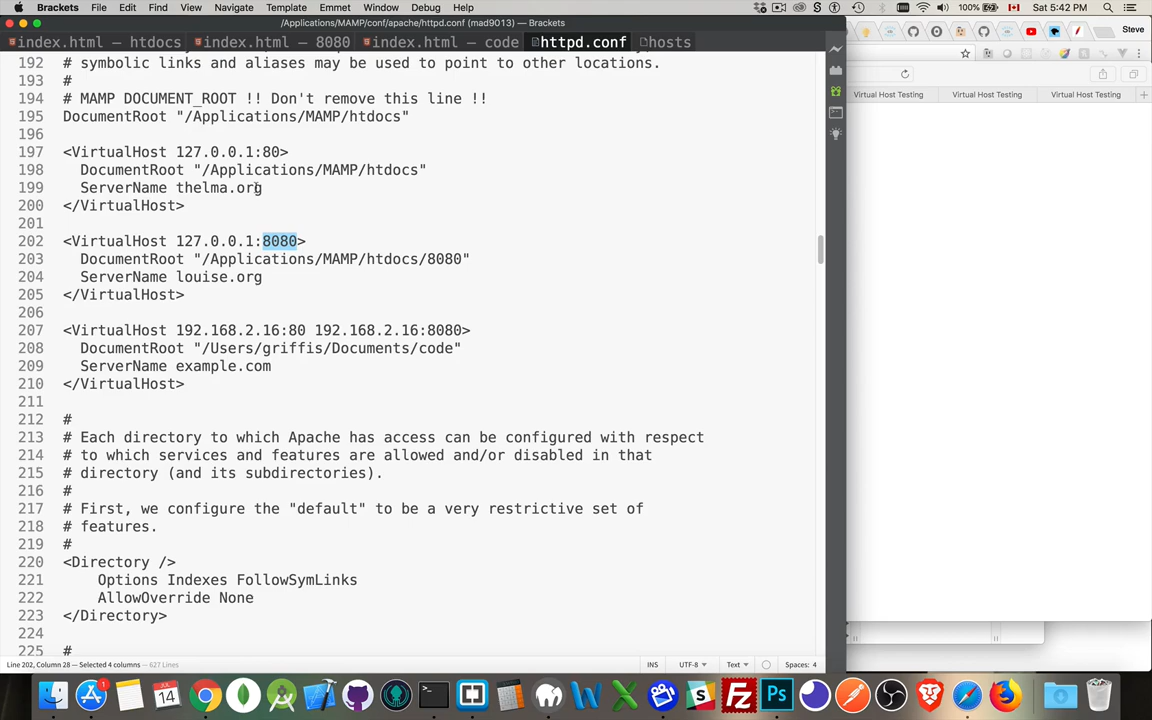 Brackets File Edit Find View Navigate Template Emmet Window Debug Help 100% Sat 5:42 PM
/Applications/MAMP/conf/apache/httpd.conf (mad9013) — Brackets
Steve
index.html — htdocs index.html — 8080 index.html — code httpd.conf hosts
Virtual Host Testing Virtual Host Testing Virtual Host Testing
192 # symbolic links and aliases may be used to point to other locations.
193 #
194 # MAMP DOCUMENT_ROOT !! Don't remove this line !!
195 DocumentRoot "/Applications/MAMP/htdocs"
196
197 <VirtualHost 127.0.0.1:80>
198 DocumentRoot "/Applications/MAMP/htdocs"
199 ServerName thelma.org
200 </VirtualHost>
201
202 <VirtualHost 127.0.0.1:8080>
203 DocumentRoot "/Applications/MAMP/htdocs/8080"
204 ServerName louise.org
205 </VirtualHost>
206
207 <VirtualHost 192.168.2.16:80 192.168.2.16:8080>
208 DocumentRoot "/Users/griffis/Documents/code"
209 ServerName example.com
210 </VirtualHost>
211
212 #
213 # Each directory to which Apache has access can be configured with respect
214 # to which services and features are allowed and/or disabled in that
215 # directory (and its subdirectories).
216 #
217 # First, we configure the "default" to be a very restrictive set of
218 # features.
219 #
220 <Directory />
221 Options Indexes FollowSymLinks
222 AllowOverride None
223 </Directory>
224
225 #
Line 202, Column 28 — Selected 4 columns — 627 Lines INS UTF-8 Text Spaces: 4
JUL
14